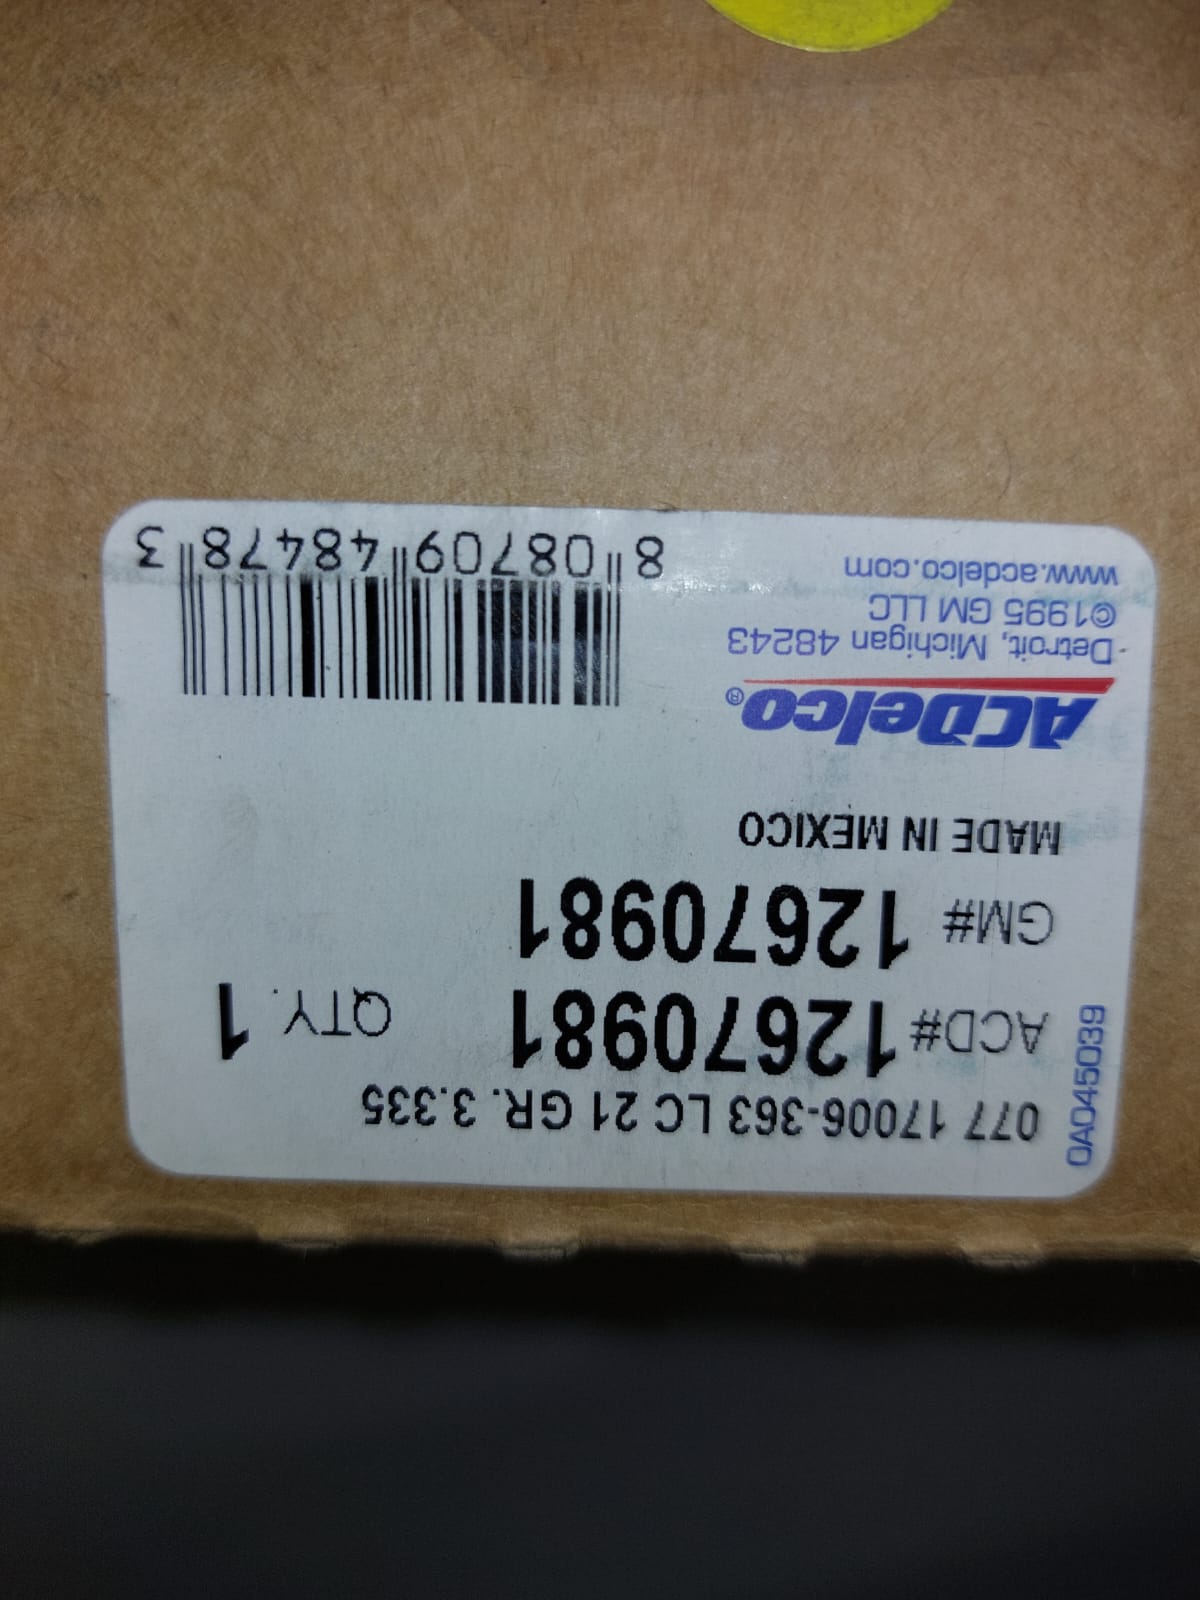 077 17006-363 LC 21 GR. 3.335
ACD# 12670981 QTY. 1
GM# 12670981
MADE IN MEXICO
ACDelco®
Detroit, Michigan 48243
©1995 GM LLC
www.acdelco.com
8 08709 48478 3
0A045039